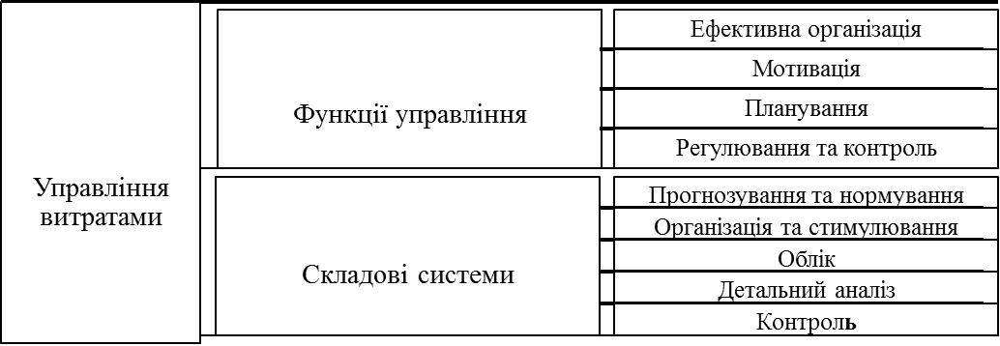 Управління
витратами
Функції управління
Ефективна організація
Мотивація
Планування
Регулювання та контроль
Складові системи
Прогнозування та нормування
Організація та стимулювання
Облік
Детальний аналіз
Контроль